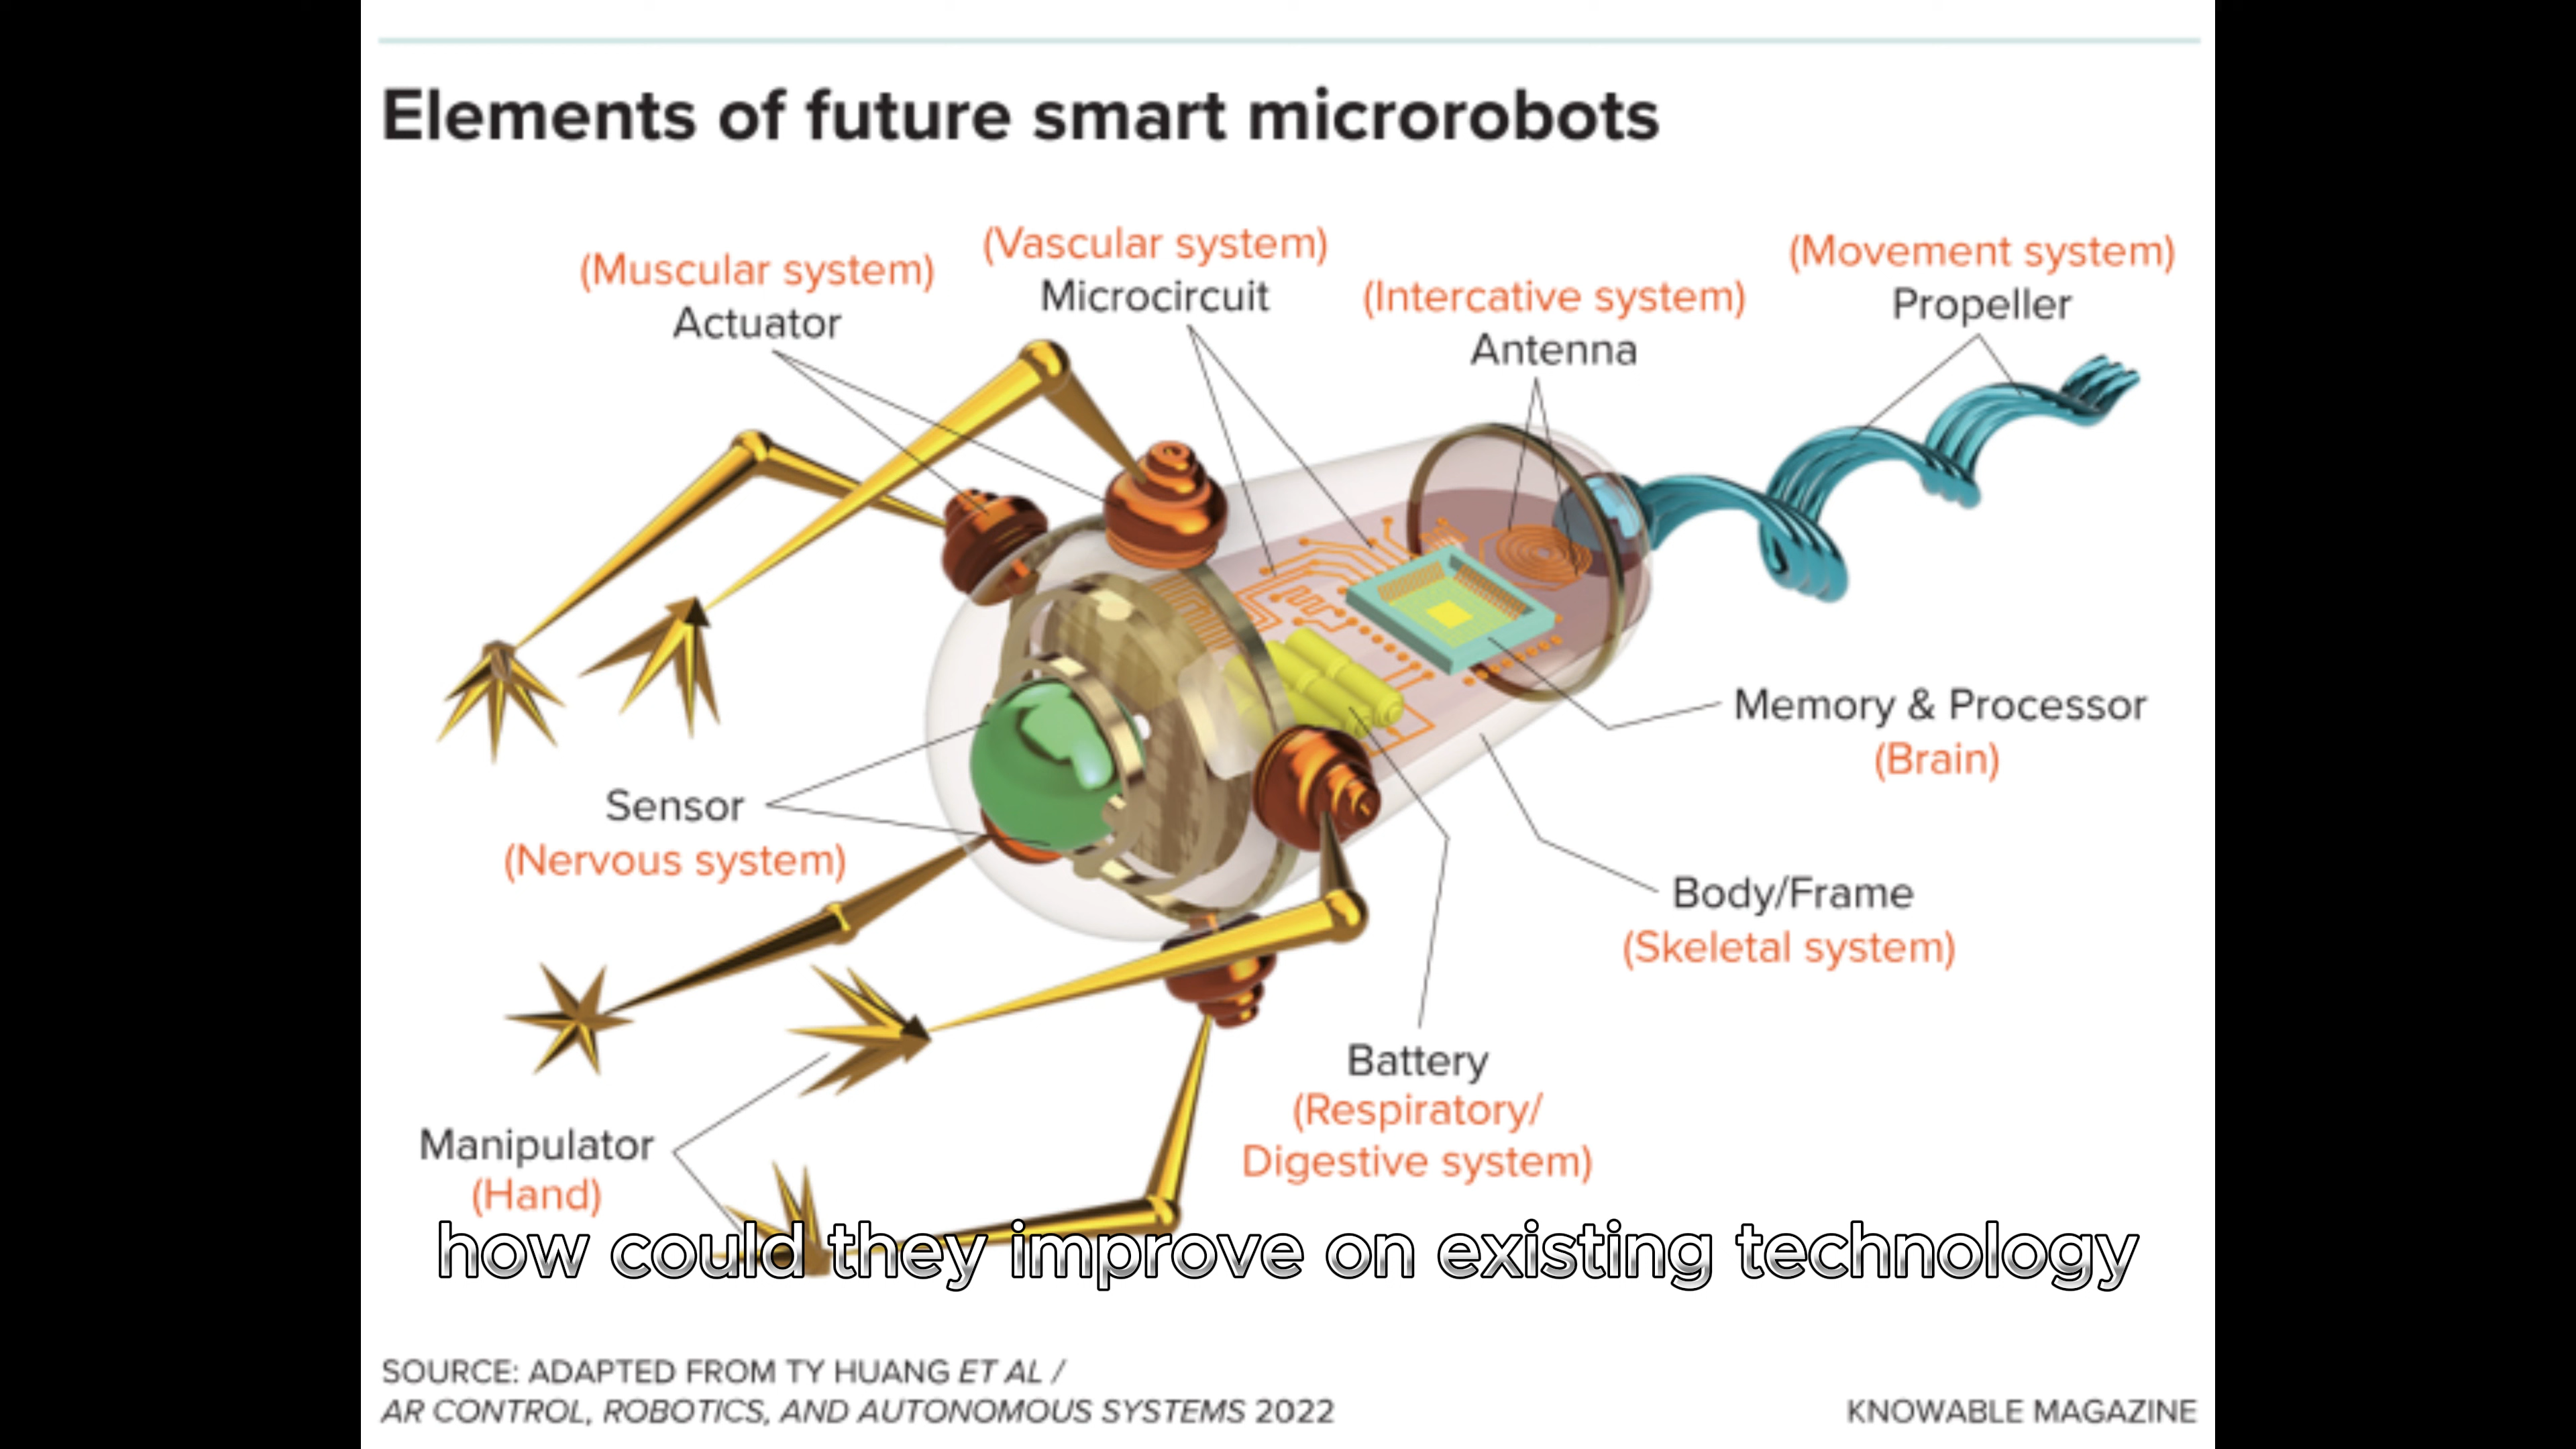 Elements of future smart microrobots
(Muscular system)
Actuator
(Vascular system)
Microcircuit
(Intercative system)
Antenna
(Movement system)
Propeller
Sensor
(Nervous system)
Memory & Processor
(Brain)
Body/Frame
(Skeletal system)
Battery
(Respiratory/
Digestive system)
Manipulator
(Hand)
how could they improve on existing technology
SOURCE: ADAPTED FROM TY HUANG ET AL /
AR CONTROL, ROBOTICS, AND AUTONOMOUS SYSTEMS 2022
KNOWABLE MAGAZINE